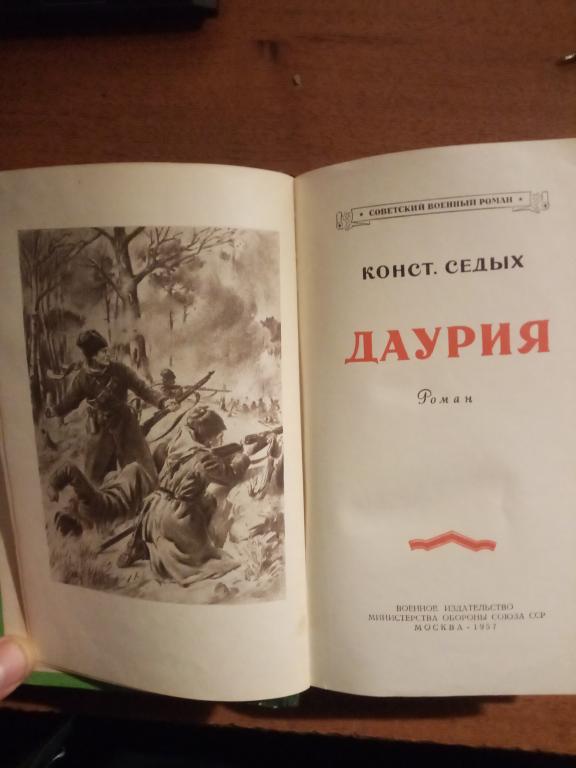 СОВЕТСКИЙ ВОЕННЫЙ РОМАН
КОНСТ. СЕДЫХ
ДАУРИЯ
Роман
ВОЕННОЕ ИЗДАТЕЛЬСТВО
МИНИСТЕРСТВА ОБОРОНЫ СОЮЗА ССР
МОСКВА - 1957